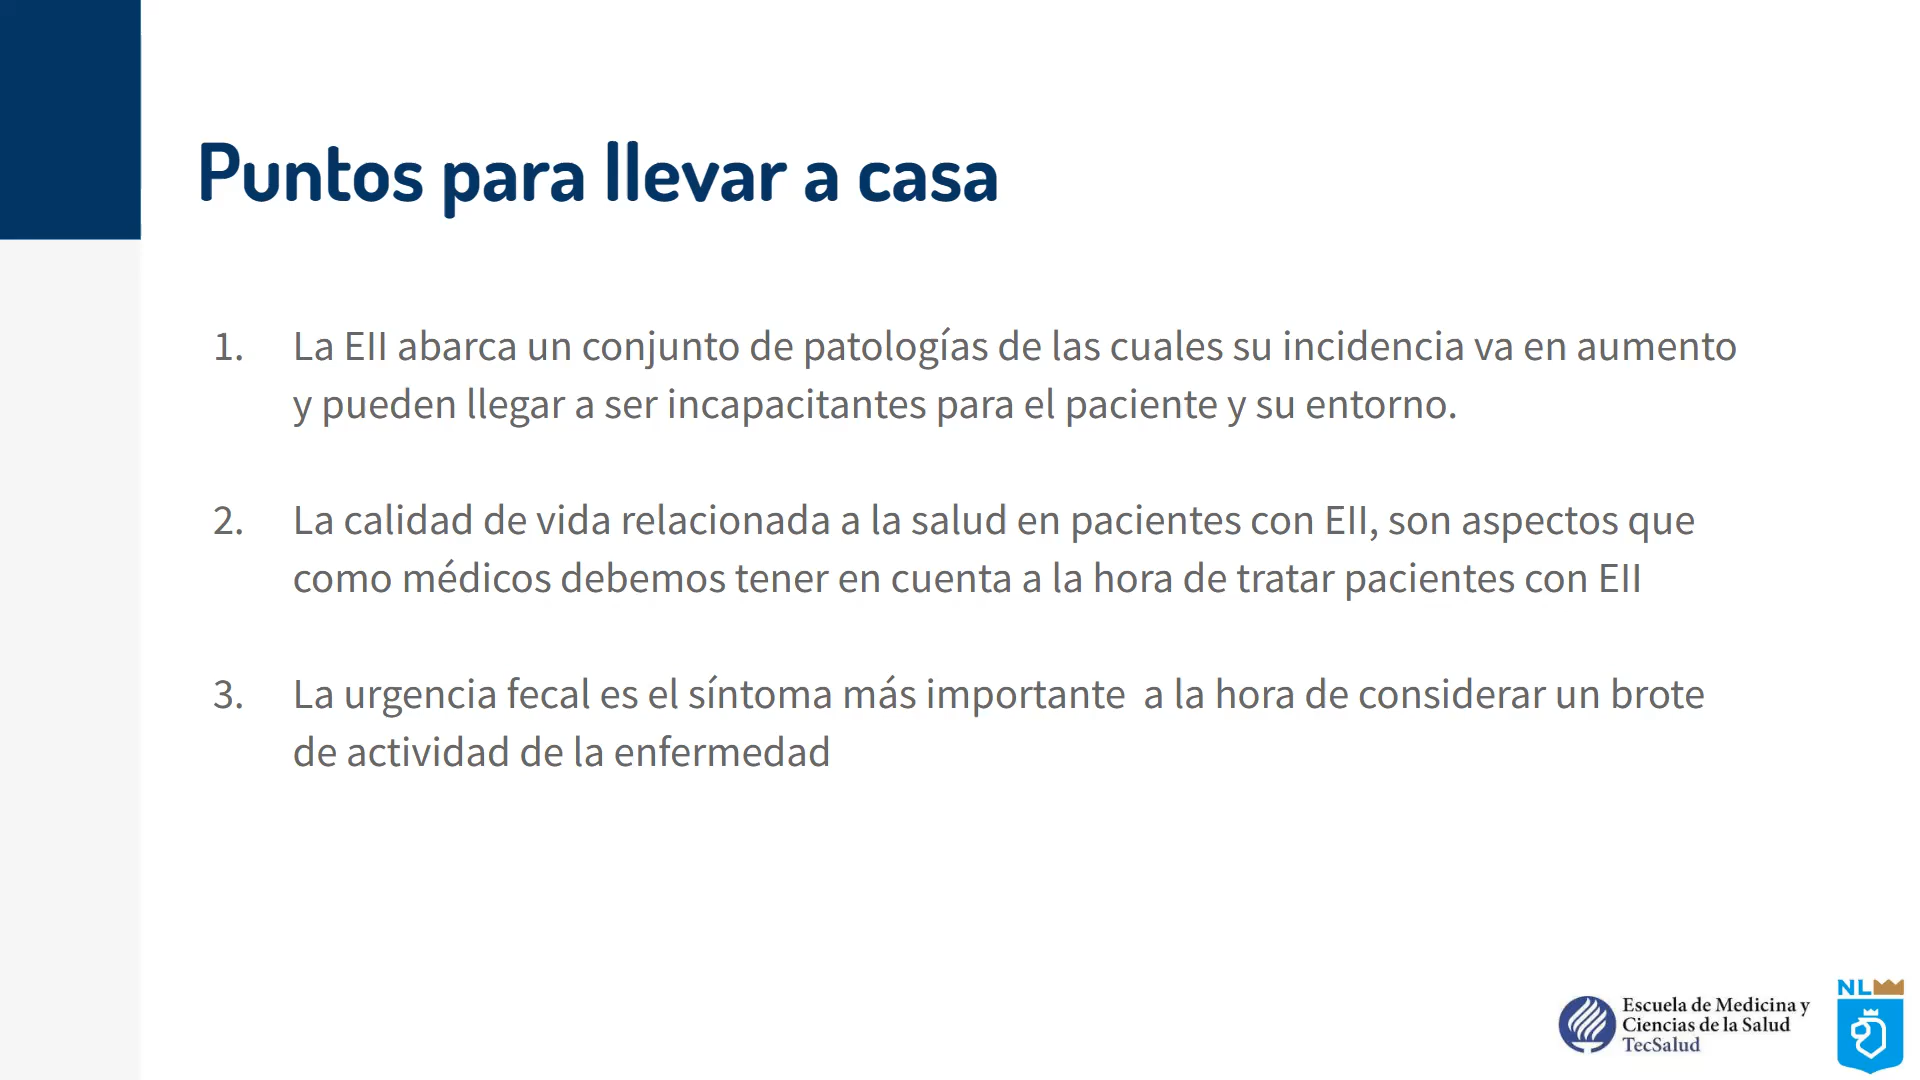 Puntos para llevar a casa
1. La EII abarca un conjunto de patologías de las cuales su incidencia va en aumento
y pueden llegar a ser incapacitantes para el paciente y su entorno.
2. La calidad de vida relacionada a la salud en pacientes con EII, son aspectos que
como médicos debemos tener en cuenta a la hora de tratar pacientes con EII
3. La urgencia fecal es el síntoma más importante  a la hora de considerar un brote
de actividad de la enfermedad
Escuela de Medicina y
Ciencias de la Salud
TecSalud
NL